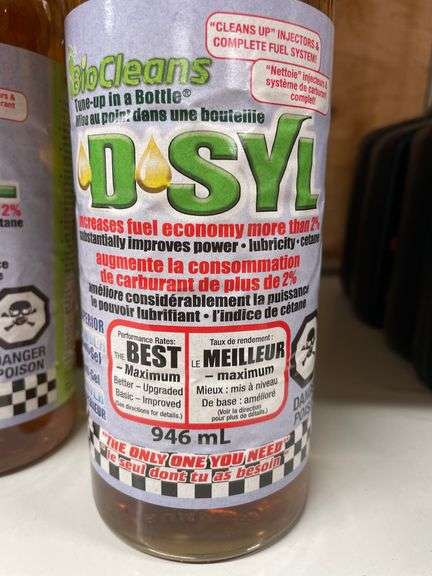 "CLEANS UP" INJECTORS &
COMPLETE FUEL SYSTEM!
"Nettoie" injecteurs &
système de carburant
complet!
BioCleans
Tune-up in a Bottle®
Mise au point dans une bouteille
D•SYL
increases fuel economy more than 2%
substantially improves power • lubricity • cetane
augmente la consommation
de carburant de plus de 2%
améliore considérablement la puissance
le pouvoir lubrifiant • l'indice de cétane
Performance Rates:
THE BEST
– Maximum
Better – Upgraded
Basic – Improved
(See directions for details.)
Taux de rendement:
LE MEILLEUR
– maximum
Mieux : mis à niveau
De base : amélioré
(Voir la direction
pour plus de détails.)
946 mL
"THE ONLY ONE YOU NEED"
le seul dont tu as besoin
2%
DANGER
POISON